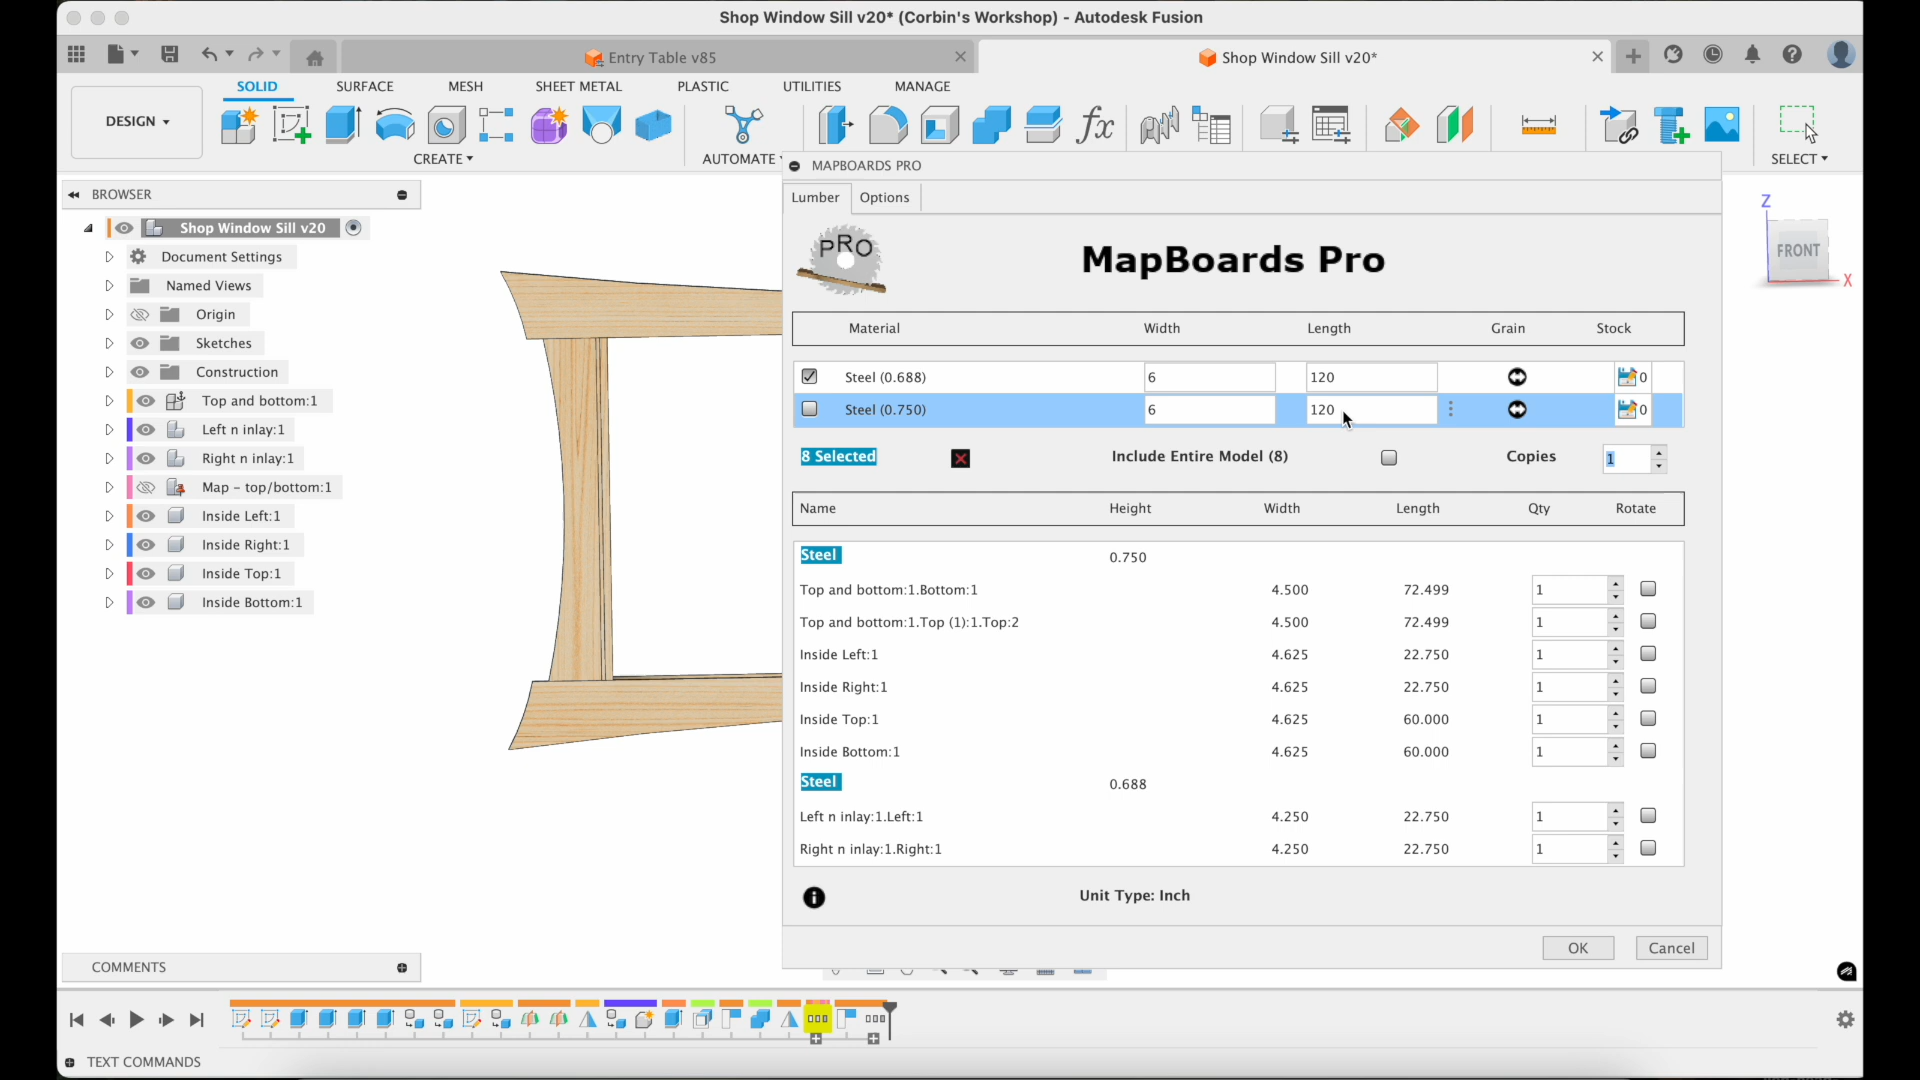 Shop Window Sill v20* (Corbin's Workshop) - Autodesk Fusion
Entry Table v85
Shop Window Sill v20*
SOLID SURFACE MESH SHEET METAL PLASTIC UTILITIES MANAGE
DESIGN
fx
CREATE AUTOMATE SELECT
MAPBOARDS PRO
BROWSER
Lumber Options
Z
FRONT
X
PRO
MapBoards Pro
Shop Window Sill v20
Document Settings
Named Views
Origin
Sketches
Construction
Top and bottom:1
Left n inlay:1
Right n inlay:1
Map - top/bottom:1
Inside Left:1
Inside Right:1
Inside Top:1
Inside Bottom:1
Material Width Length Grain Stock
Steel (0.688) 6 120 0
Steel (0.750) 6 120 0
8 Selected Include Entire Model (8) Copies 1
Name Height Width Length Qty Rotate
Steel 0.750
Top and bottom:1.Bottom:1 4.500 72.499 1
Top and bottom:1.Top (1):1.Top:2 4.500 72.499 1
Inside Left:1 4.625 22.750 1
Inside Right:1 4.625 22.750 1
Inside Top:1 4.625 60.000 1
Inside Bottom:1 4.625 60.000 1
Steel 0.688
Left n inlay:1.Left:1 4.250 22.750 1
Right n inlay:1.Right:1 4.250 22.750 1
Unit Type: Inch
OK Cancel
COMMENTS
TEXT COMMANDS